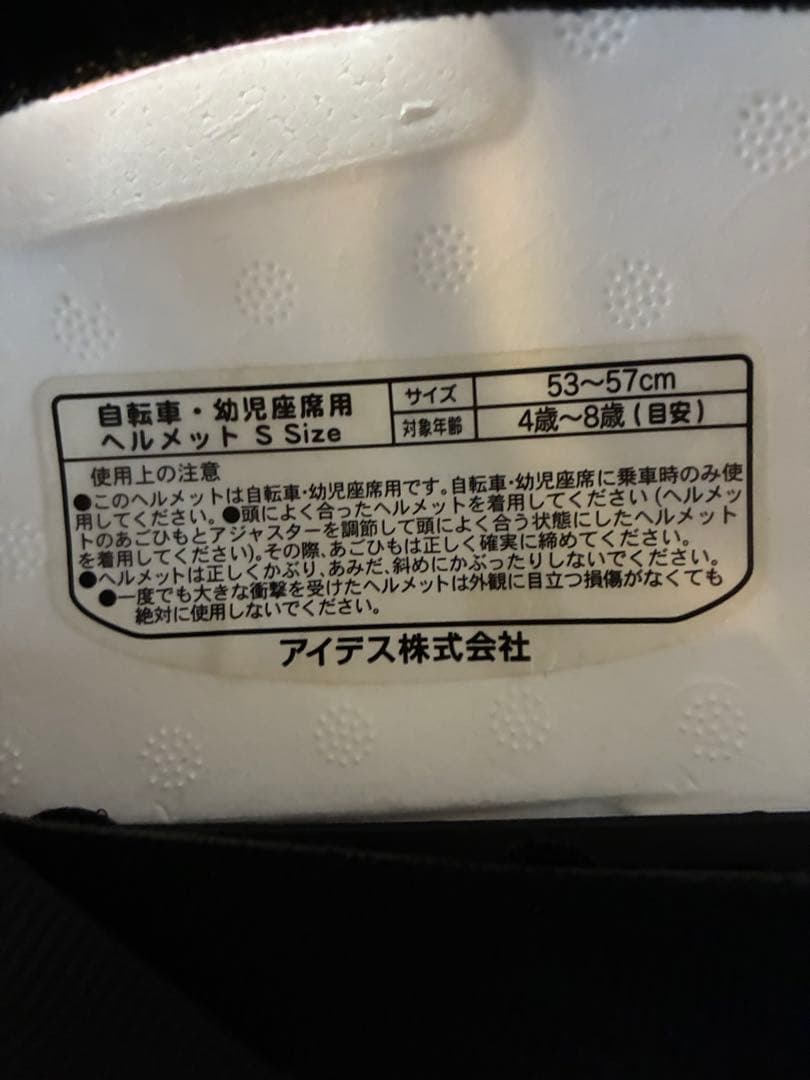 自転車・幼児座席用
ヘルメット S Size
サイズ
53〜57cm
対象年齢
4歳〜8歳(目安)
使用上の注意
●このヘルメットは自転車・幼児座席用です。自転車・幼児座席に乗車時のみ使
用してください。●頭によく合ったヘルメットを着用してください(ヘルメッ
トのあごひもとアジャスターを調節して頭によく合う状態にしたヘルメット
を着用してください)。その際、あごひもは正しく確実に締めてください。
●ヘルメットは正しくかぶり、あみだ、斜めにかぶったりしないでください。
●一度でも大きな衝撃を受けたヘルメットは外観に目立つ損傷がなくても
絶対に使用しないでください。
アイデス株式会社